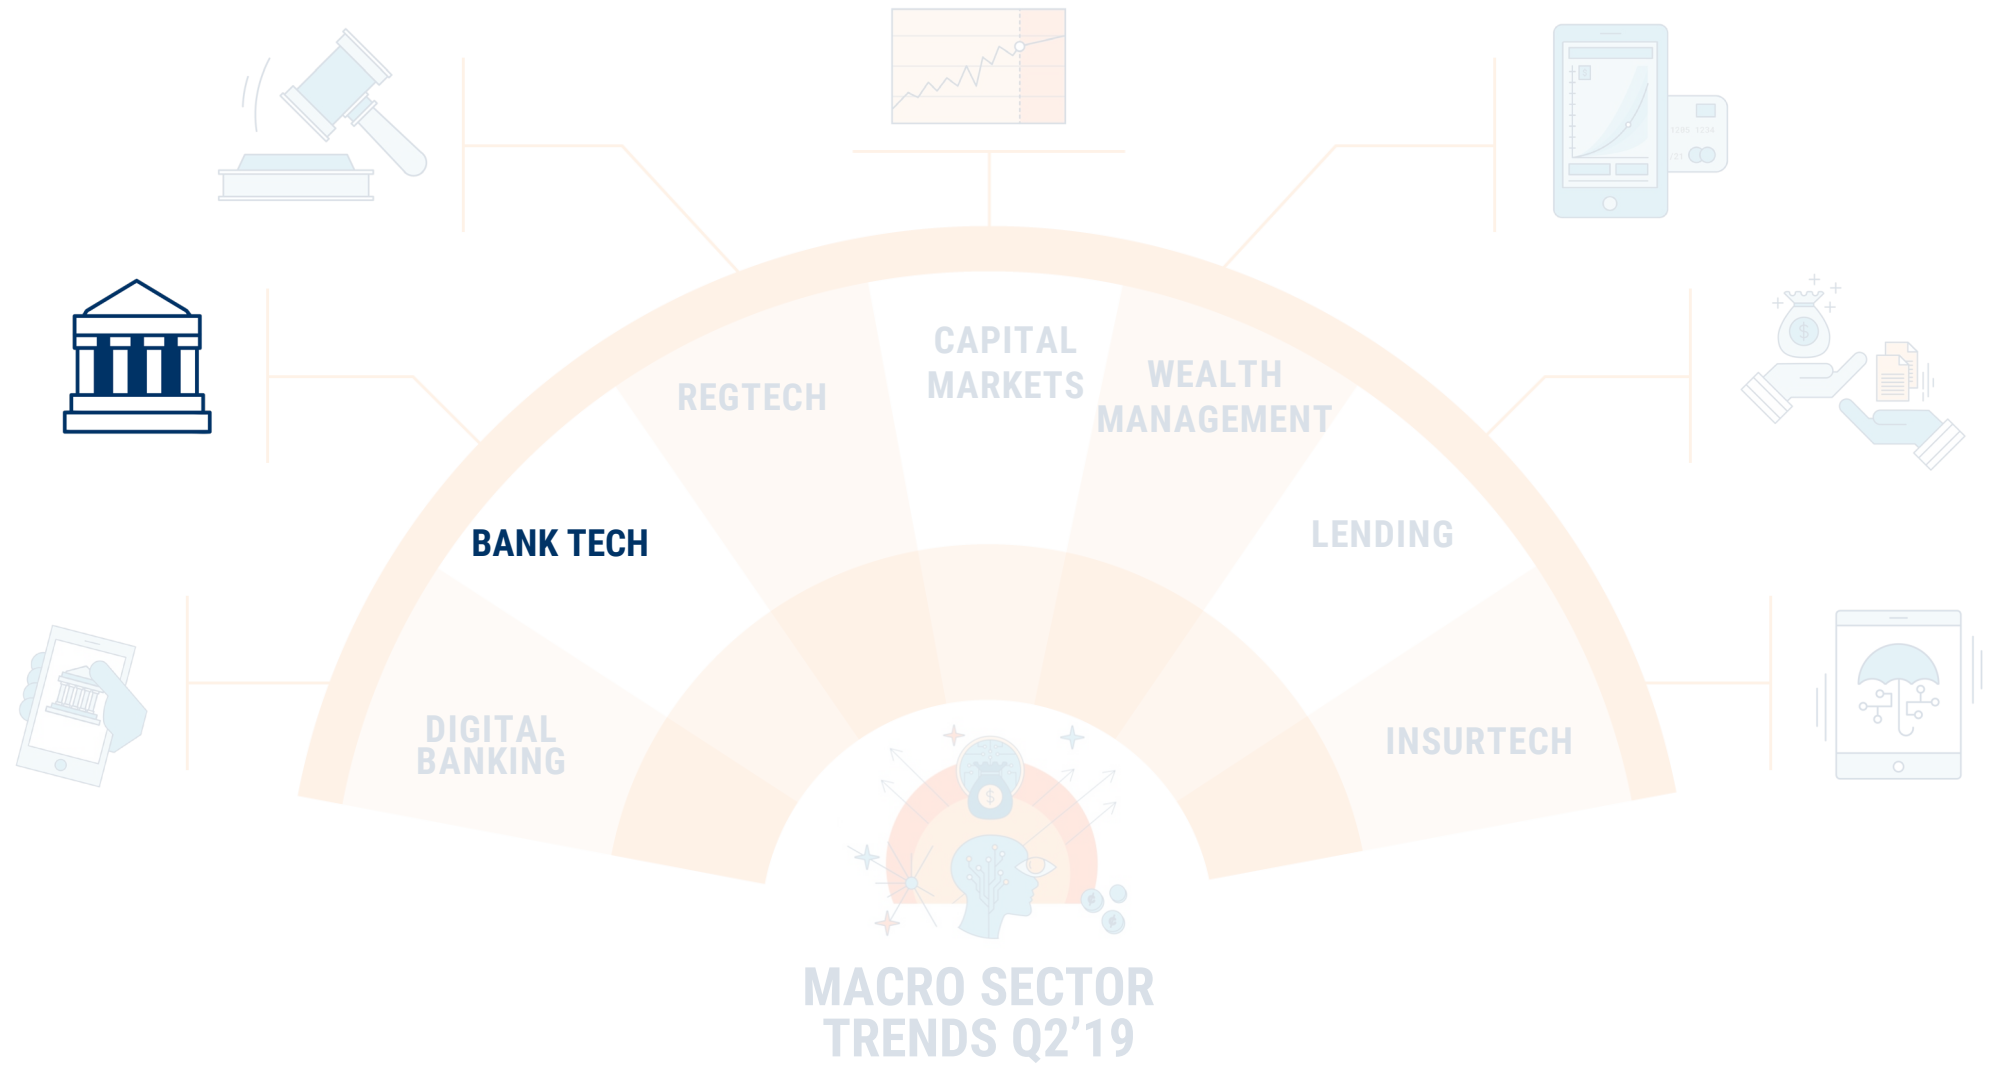 CAPITAL
MARKETS
WEALTH
MANAGEMENT
REGTECH
BANK TECH
LENDING
DIGITAL
BANKING
INSURTECH
MACRO SECTOR
TRENDS Q2’19